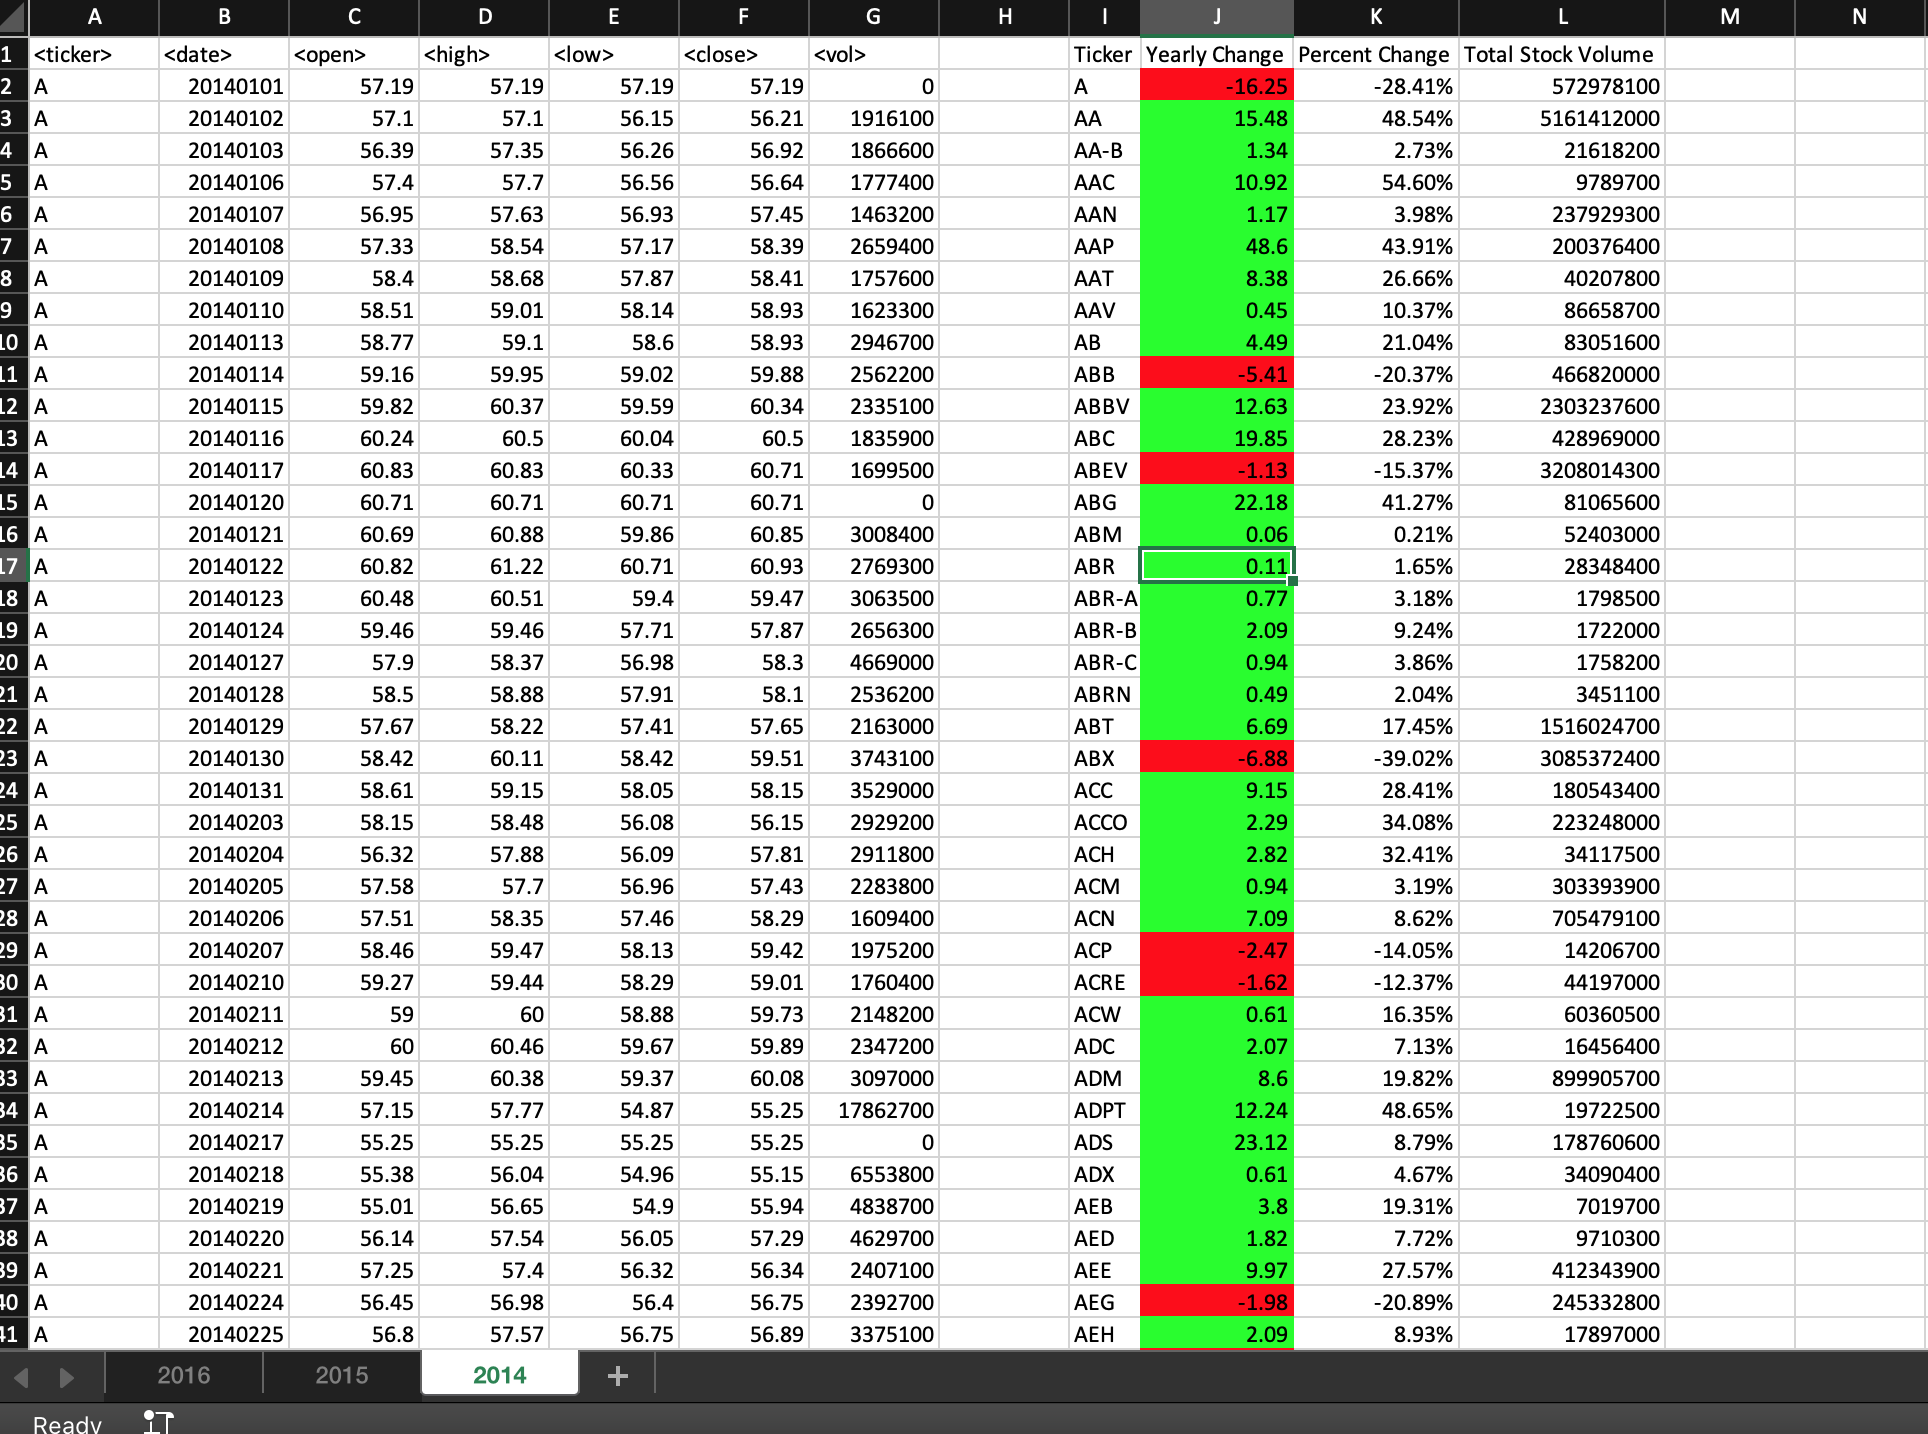 A B C D E F G H I J K L M N
1 <ticker> <date> <open> <high> <low> <close> <vol> Ticker Yearly Change Percent Change Total Stock Volume
2 A 20140101 57.19 57.19 57.19 57.19 0 A -16.25 -28.41% 572978100
3 A 20140102 57.1 57.1 56.15 56.21 1916100 AA 15.48 48.54% 5161412000
4 A 20140103 56.39 57.35 56.26 56.92 1866600 AA-B 1.34 2.73% 21618200
5 A 20140106 57.4 57.7 56.56 56.64 1777400 AAC 10.92 54.60% 9789700
6 A 20140107 56.95 57.63 56.93 57.45 1463200 AAN 1.17 3.98% 237929300
7 A 20140108 57.33 58.54 57.17 58.39 2659400 AAP 48.6 43.91% 200376400
8 A 20140109 58.4 58.68 57.87 58.41 1757600 AAT 8.38 26.66% 40207800
9 A 20140110 58.51 59.01 58.14 58.93 1623300 AAV 0.45 10.37% 86658700
10 A 20140113 58.77 59.1 58.6 58.93 2946700 AB 4.49 21.04% 83051600
11 A 20140114 59.16 59.95 59.02 59.88 2562200 ABB -5.41 -20.37% 466820000
12 A 20140115 59.82 60.37 59.59 60.34 2335100 ABBV 12.63 23.92% 2303237600
13 A 20140116 60.24 60.5 60.04 60.5 1835900 ABC 19.85 28.23% 428969000
14 A 20140117 60.83 60.83 60.33 60.71 1699500 ABEV -1.13 -15.37% 3208014300
15 A 20140120 60.71 60.71 60.71 60.71 0 ABG 22.18 41.27% 81065600
16 A 20140121 60.69 60.88 59.86 60.85 3008400 ABM 0.06 0.21% 52403000
17 A 20140122 60.82 61.22 60.71 60.93 2769300 ABR 0.11 1.65% 28348400
18 A 20140123 60.48 60.51 59.4 59.47 3063500 ABR-A 0.77 3.18% 1798500
19 A 20140124 59.46 59.46 57.71 57.87 2656300 ABR-B 2.09 9.24% 1722000
20 A 20140127 57.9 58.37 56.98 58.3 4669000 ABR-C 0.94 3.86% 1758200
21 A 20140128 58.5 58.88 57.91 58.1 2536200 ABRN 0.49 2.04% 3451100
22 A 20140129 57.67 58.22 57.41 57.65 2163000 ABT 6.69 17.45% 1516024700
23 A 20140130 58.42 60.11 58.42 59.51 3743100 ABX -6.88 -39.02% 3085372400
24 A 20140131 58.61 59.15 58.05 58.15 3529000 ACC 9.15 28.41% 180543400
25 A 20140203 58.15 58.48 56.08 56.15 2929200 ACCO 2.29 34.08% 223248000
26 A 20140204 56.32 57.88 56.09 57.81 2911800 ACH 2.82 32.41% 34117500
27 A 20140205 57.58 57.7 56.96 57.43 2283800 ACM 0.94 3.19% 303393900
28 A 20140206 57.51 58.35 57.46 58.29 1609400 ACN 7.09 8.62% 705479100
29 A 20140207 58.46 59.47 58.13 59.42 1975200 ACP -2.47 -14.05% 14206700
30 A 20140210 59.27 59.44 58.29 59.01 1760400 ACRE -1.62 -12.37% 44197000
31 A 20140211 59 60 58.88 59.73 2148200 ACW 0.61 16.35% 60360500
32 A 20140212 60 60.46 59.67 59.89 2347200 ADC 2.07 7.13% 16456400
33 A 20140213 59.45 60.38 59.37 60.08 3097000 ADM 8.6 19.82% 899905700
34 A 20140214 57.15 57.77 54.87 55.25 17862700 ADPT 12.24 48.65% 19722500
35 A 20140217 55.25 55.25 55.25 55.25 0 ADS 23.12 8.79% 178760600
36 A 20140218 55.38 56.04 54.96 55.15 6553800 ADX 0.61 4.67% 34090400
37 A 20140219 55.01 56.65 54.9 55.94 4838700 AEB 3.8 19.31% 7019700
38 A 20140220 56.14 57.54 56.05 57.29 4629700 AED 1.82 7.72% 9710300
39 A 20140221 57.25 57.4 56.32 56.34 2407100 AEE 9.97 27.57% 412343900
40 A 20140224 56.45 56.98 56.4 56.75 2392700 AEG -1.98 -20.89% 245332800
41 A 20140225 56.8 57.57 56.75 56.89 3375100 AEH 2.09 8.93% 17897000
2016 2015 2014 +
Ready